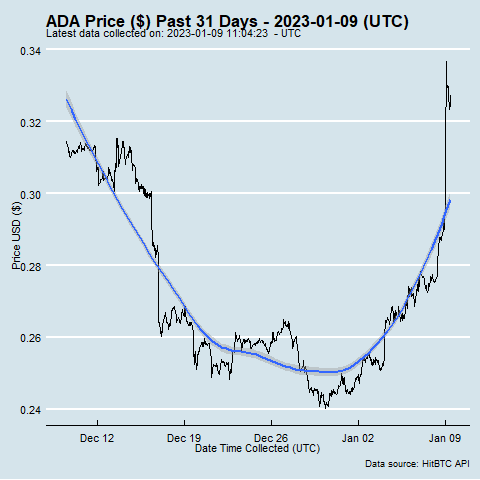 ADA Price ($) Past 31 Days - 2023-01-09 (UTC)
Latest data collected on: 2023-01-09 11:04:23 - UTC
0.34
0.32
0.30
0.28
0.26
0.24
Price USD ($)
Dec 12 Dec 19 Dec 26 Jan 02 Jan 09
Date Time Collected (UTC)
Data source: HitBTC API